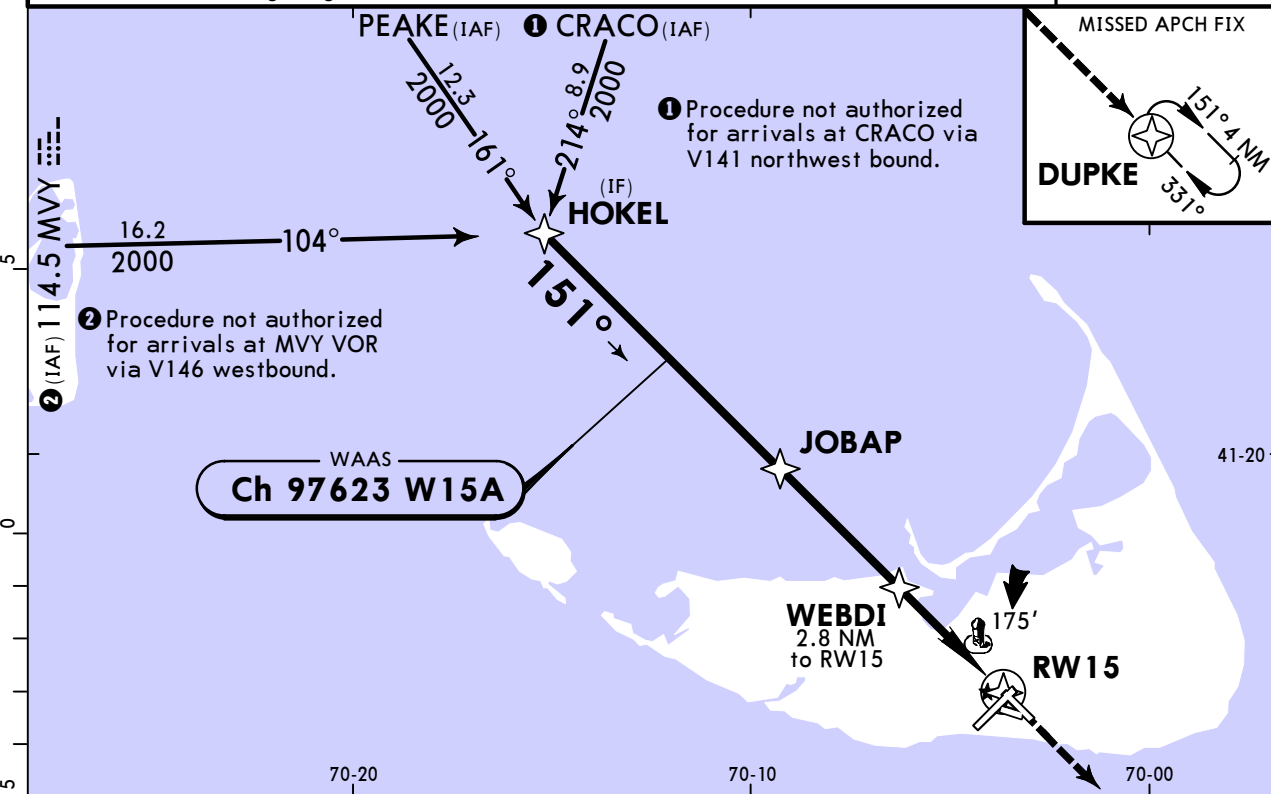 PEAKE (IAF) ❶ CRACO (IAF)
MISSED APCH FIX
12.3
2000
161°
8.9
2000
214°
❶ Procedure not authorized
for arrivals at CRACO via
V141 northwest bound.
151° 4 NM
DUPKE
331°
(IF)
HOKEL
❷ (IAF) 114.5 MVY
16.2
2000
104°
151°
5
❷ Procedure not authorized
for arrivals at MVY VOR
via V146 westbound.
JOBAP
WAAS
Ch 97623 W15A
41-20
0
WEBDI
2.8 NM
to RW15
175'
RW15
5
70-20
70-10
70-00